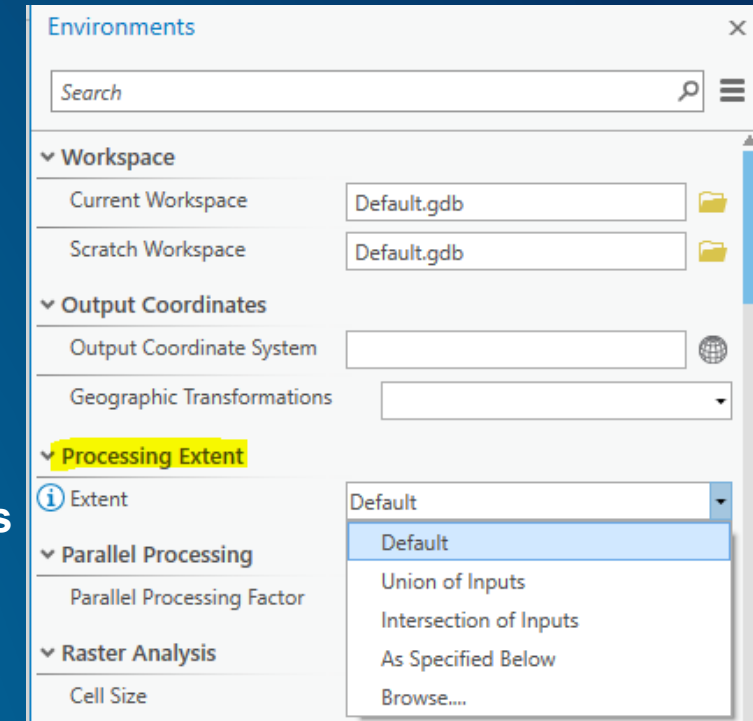 Environments
Search
Workspace
Current Workspace Default.gdb
Scratch Workspace Default.gdb
Output Coordinates
Output Coordinate System
Geographic Transformations
Processing Extent
Extent Default
Default
Parallel Processing
Union of Inputs
Parallel Processing Factor
Intersection of Inputs
Raster Analysis
As Specified Below
Cell Size
Browse....
s